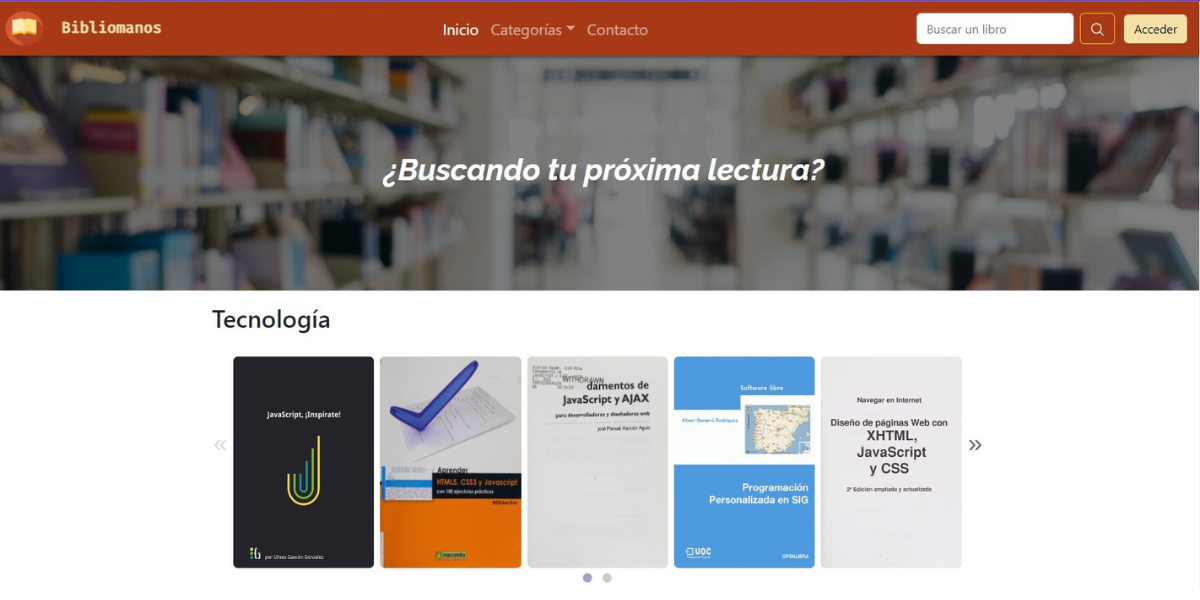 Bibliomanos
Inicio
Categorías
Contacto
Buscar un libro
Acceder
¿Buscando tu próxima lectura?
Tecnología
«
JavaScript, ¡Inspírate!
por Ulises Gascón González
Aprender
HTML5, CSS3 y Javascript
con 100 ejercicios prácticos
marcombo
WITHDRAWN
damentos de
JavaScript y AJAX
para desarrolladores y diseñadores web
José Manuel Alarcón Aguín
Software libre
Programación
Personalizada en SIG
UOC
OPENLIBRA
Navegar en Internet
Diseño de páginas Web con
XHTML,
JavaScript
y CSS
2ª Edición ampliada y actualizada
»